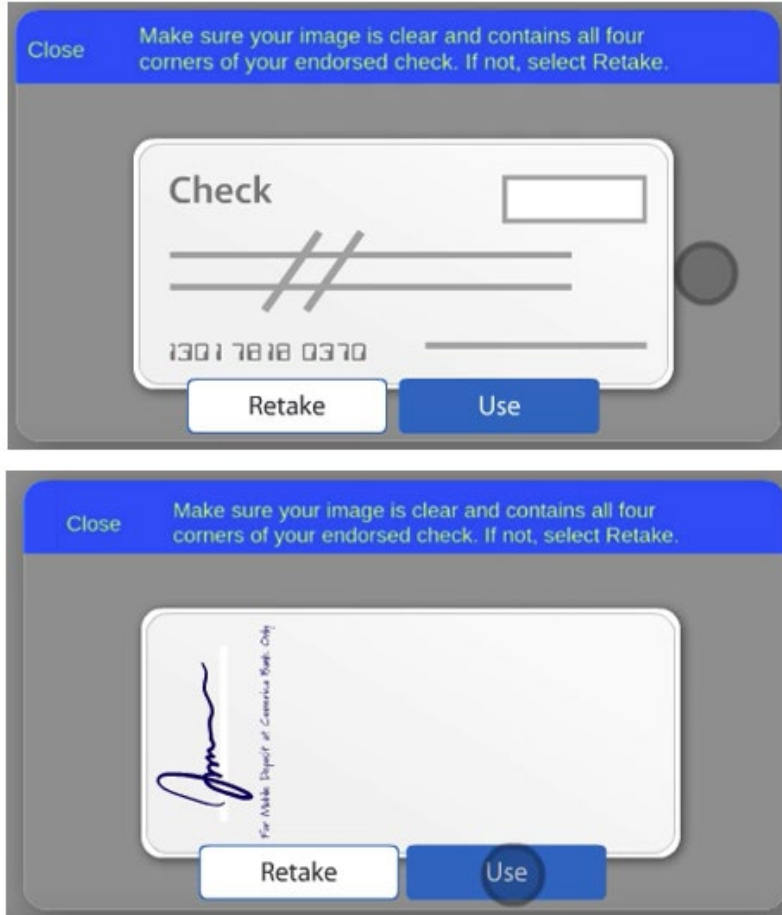 Close
Make sure your image is clear and contains all four
corners of your endorsed check. If not, select Retake.
Check
1301 7818 0370
Retake
Use
Close
Make sure your image is clear and contains all four
corners of your endorsed check. If not, select Retake.
For Mobile Deposit at Comerica Bank Only
Retake
Use